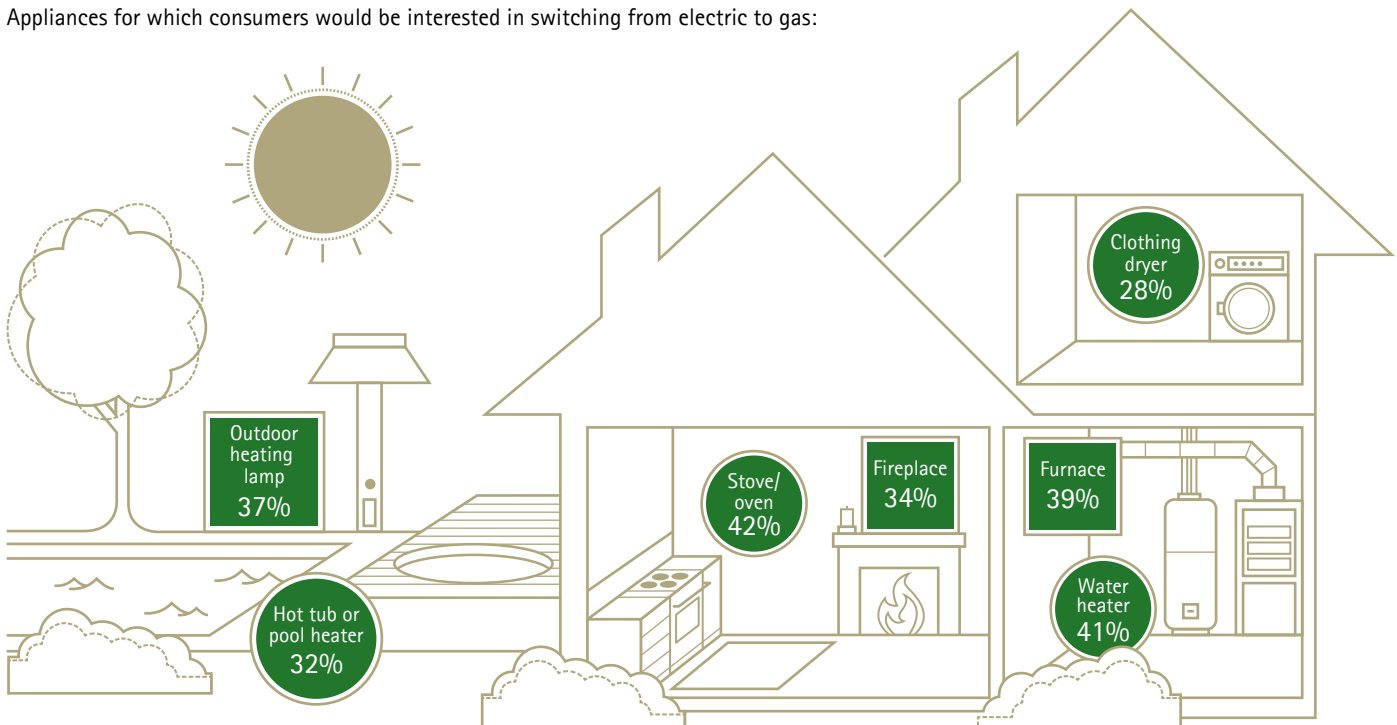 Appliances for which consumers would be interested in switching from electric to gas:
Clothing
dryer
28%
Outdoor
heating
lamp
37%
Stove/
oven
42%
Fireplace
34%
Furnace
39%
Hot tub or
pool heater
32%
Water
heater
41%